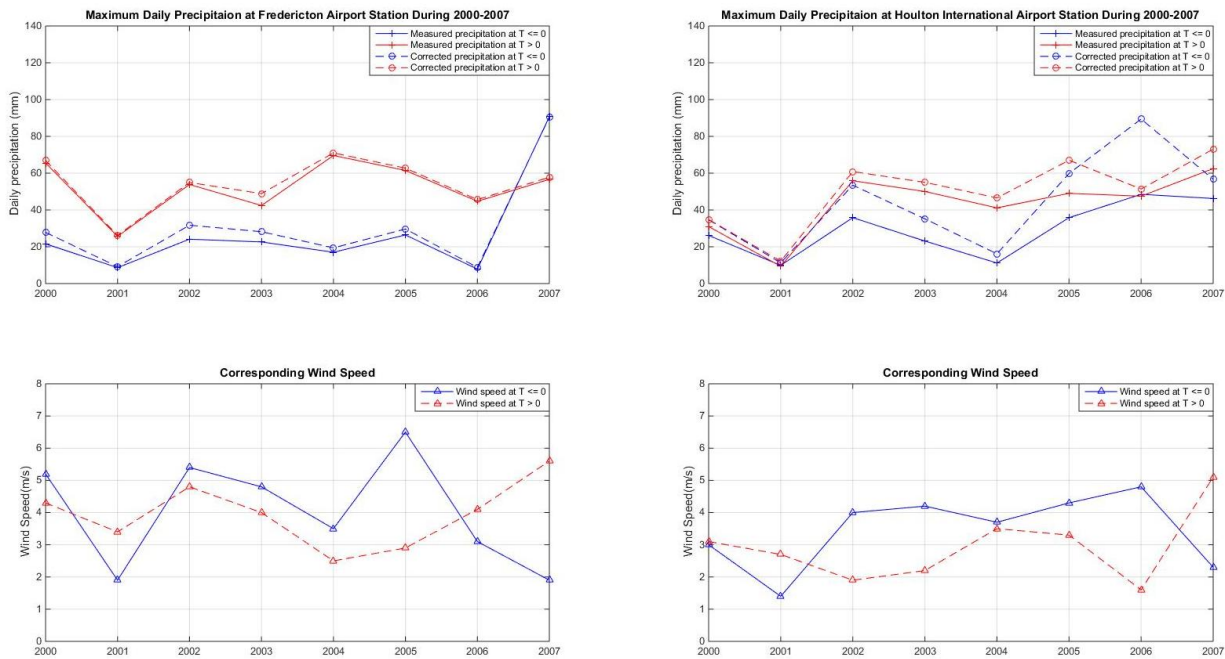 Maximum Daily Precipitaion at Fredericton Airport Station During 2000-2007
140
120
100
80
60
40
20
0
Daily precipitation (mm)
Measured precipitation at T <= 0
Measured precipitation at T > 0
Corrected precipitation at T <= 0
Corrected precipitation at T > 0
2000 2001 2002 2003 2004 2005 2006 2007
Maximum Daily Precipitaion at Houlton International Airport Station During 2000-2007
140
120
100
80
60
40
20
0
Daily precipitation (mm)
Measured precipitation at T <= 0
Measured precipitation at T > 0
Corrected precipitation at T <= 0
Corrected precipitation at T > 0
2000 2001 2002 2003 2004 2005 2006 2007
Corresponding Wind Speed
8
7
6
5
4
3
2
1
0
Wind Speed(m/s)
Wind speed at T <= 0
Wind speed at T > 0
2000 2001 2002 2003 2004 2005 2006 2007
Corresponding Wind Speed
8
7
6
5
4
3
2
1
0
Wind Speed(m/s)
Wind speed at T <= 0
Wind speed at T > 0
2000 2001 2002 2003 2004 2005 2006 2007